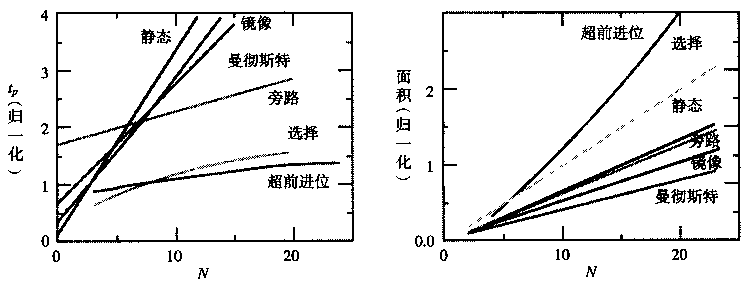 4
3
2
1
0
t_p（归一化）
静态
镜像
曼彻斯特
旁路
选择
超前进位
0
10
20
N
2
1
0.0
面积（归一化）
超前进位
选择
静态
旁路
镜像
曼彻斯特
0
10
20
N